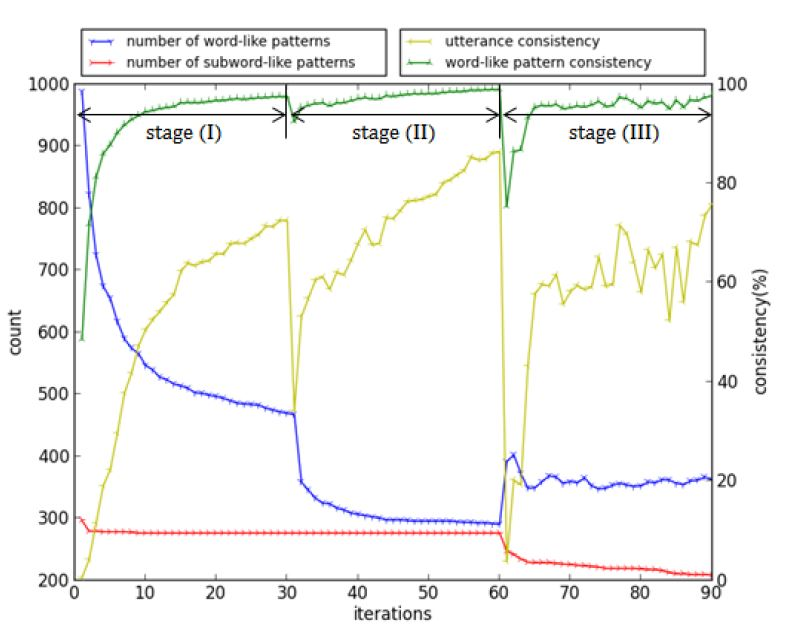 number of word-like patterns
number of subword-like patterns
utterance consistency
word-like pattern consistency
1000
900
800
700
600
500
400
300
200
count
stage (I)
stage (II)
stage (III)
100
80
60
40
20
0
consistency(%)
0
10
20
30
40
50
60
70
80
90
iterations